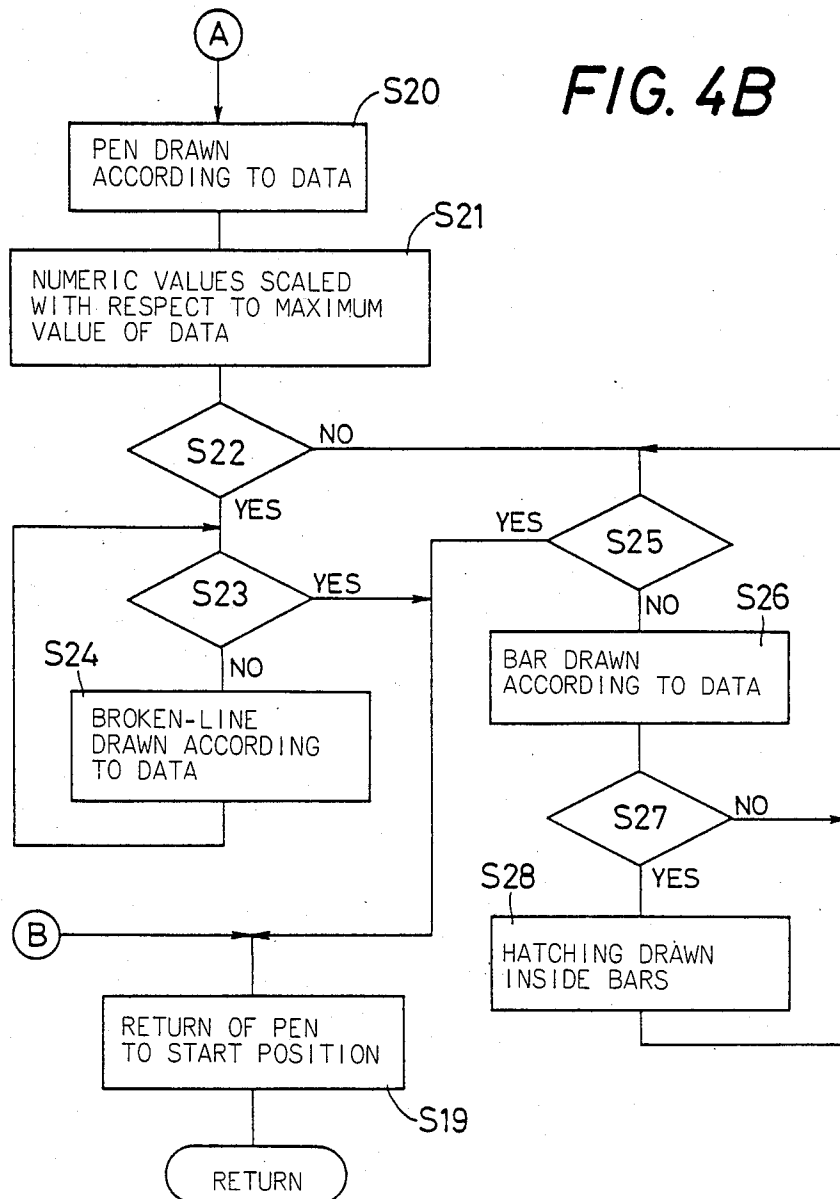 A
FIG. 4B
S20
PEN DRAWN
ACCORDING TO DATA
S21
NUMERIC VALUES SCALED
WITH RESPECT TO MAXIMUM
VALUE OF DATA
S22
NO
YES
YES
S25
S23
YES
NO
S26
S24
NO
BAR DRAWN
ACCORDING TO DATA
BROKEN-LINE
DRAWN ACCORDING
TO DATA
S27
NO
YES
S28
B
HATCHING DRAWN
INSIDE BARS
RETURN OF PEN
TO START POSITION
S19
RETURN